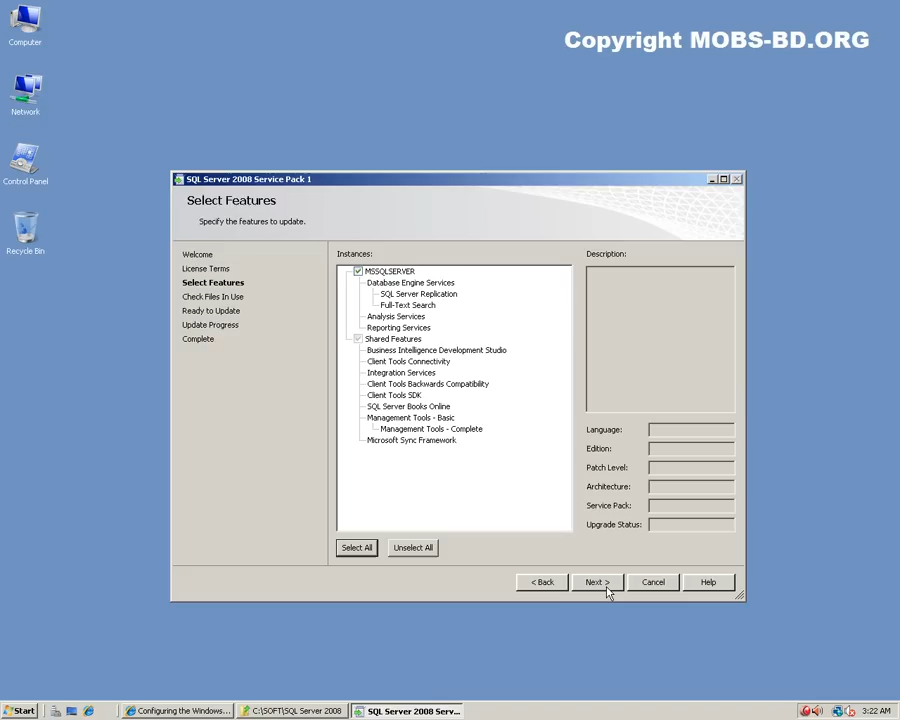 Computer
Network
Control Panel
Recycle Bin
Copyright MOBS-BD.ORG
SQL Server 2008 Service Pack 1
Select Features
Specify the features to update.
Welcome
License Terms
Select Features
Check Files In Use
Ready to Update
Update Progress
Complete
Instances:
MSSQLSERVER
Database Engine Services
SQL Server Replication
Full-Text Search
Analysis Services
Reporting Services
Shared Features
Business Intelligence Development Studio
Client Tools Connectivity
Integration Services
Client Tools Backwards Compatibility
Client Tools SDK
SQL Server Books Online
Management Tools - Basic
Management Tools - Complete
Microsoft Sync Framework
Description:
Language:
Edition:
Patch Level:
Architecture:
Service Pack:
Upgrade Status:
Select All
Unselect All
< Back
Next >
Cancel
Help
Start
Configuring the Windows...
C:\SOFT\SQL Server 2008
SQL Server 2008 Serv...
3:22 AM